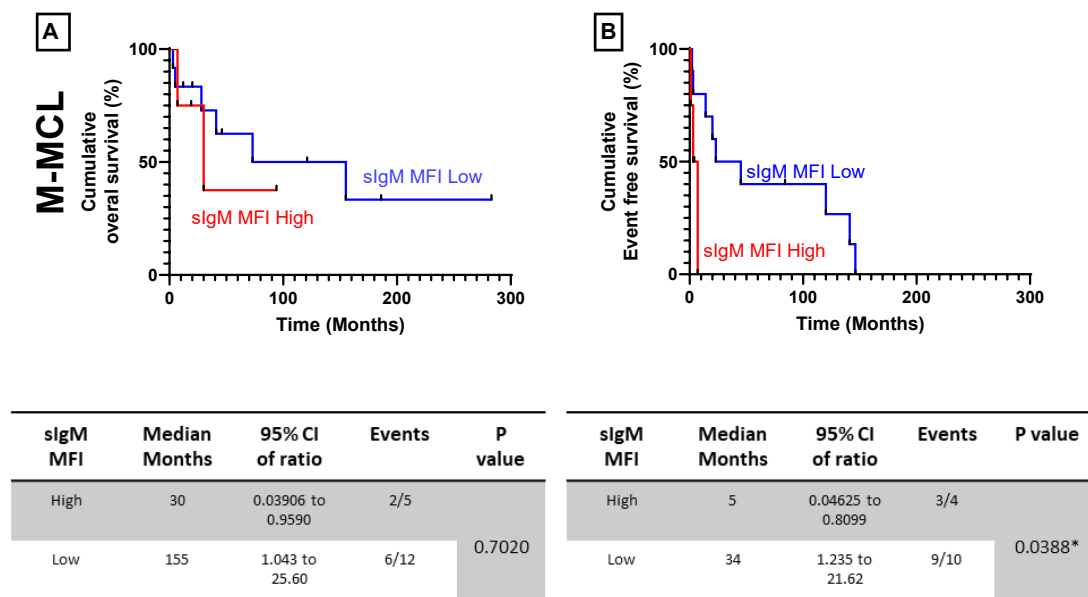 A
B
M-MCL
Cumulative
overal survival (%)
100
50
0
0
100
200
300
Time (Months)
sIgM MFI Low
sIgM MFI High
Cumulative
Event free survival (%)
100
50
0
0
100
200
300
Time (Months)
sIgM MFI Low
sIgM MFI High
sIgM MFI Median Months 95% CI of ratio Events P value
High 30 0.03906 to 0.9590 2/5
0.7020
Low 155 1.043 to 25.60 6/12
sIgM MFI Median Months 95% CI of ratio Events P value
High 5 0.04625 to 0.8099 3/4
0.0388*
Low 34 1.235 to 21.62 9/10